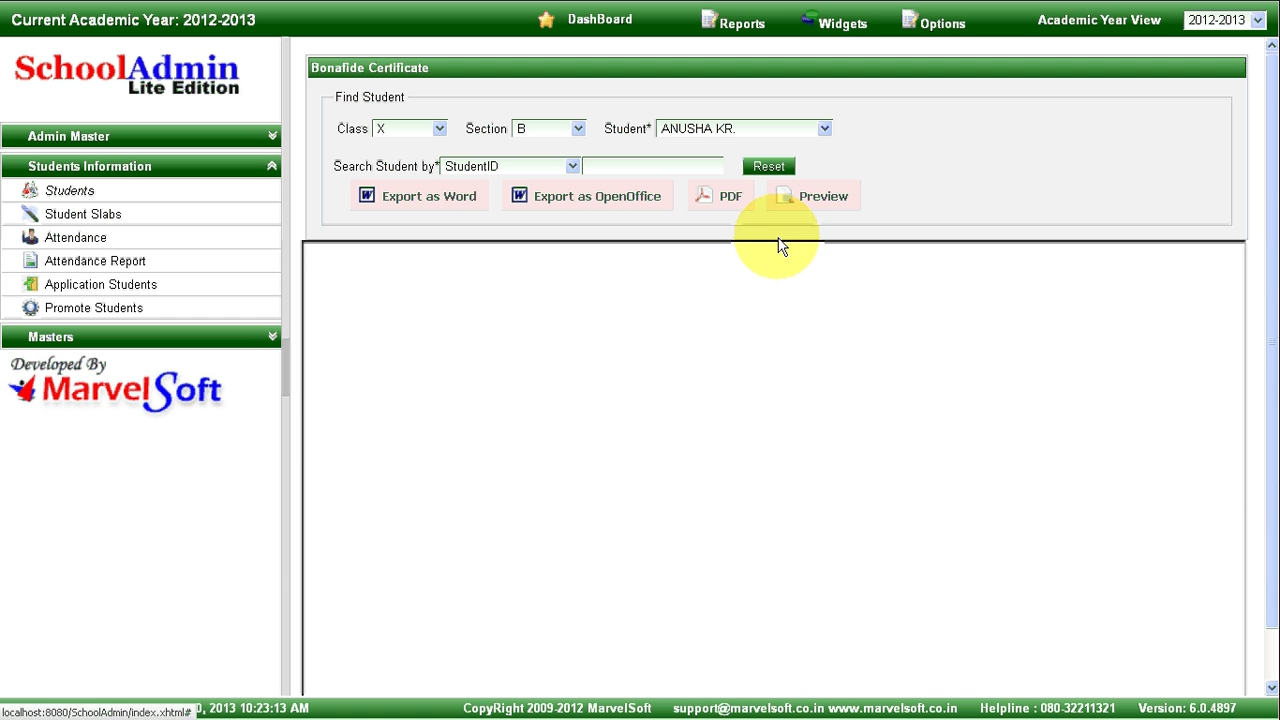 Current Academic Year: 2012-2013 DashBoard Reports Widgets Options Academic Year View 2012-2013
SchoolAdmin
Lite Edition
Admin Master
Students Information
Students
Student Slabs
Attendance
Attendance Report
Application Students
Promote Students
Masters
Developed By
MarvelSoft
Bonafide Certificate
Find Student
Class X Section B Student* ANUSHA KR.
Search Student by* StudentID Reset
Export as Word Export as OpenOffice PDF Preview
localhost:8080/SchoolAdmin/index.xhtml# 0, 2013 10:23:13 AM CopyRight 2009-2012 MarvelSoft support@marvelsoft.co.in www.marvelsoft.co.in Helpline : 080-32211321 Version: 6.0.4897